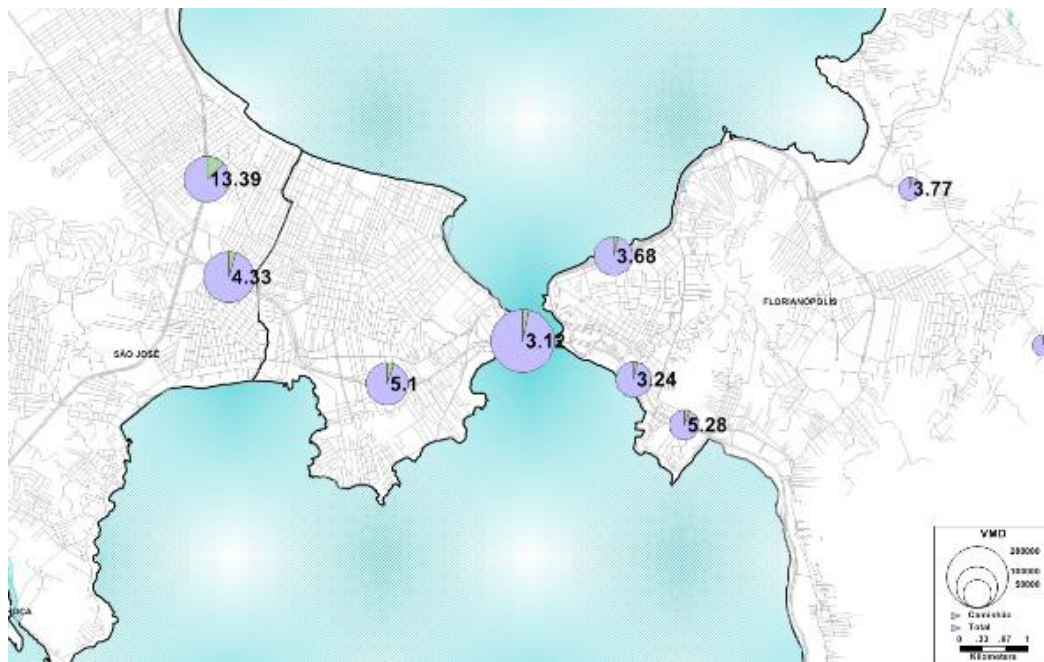 13.39
3.77
3.68
4.33
FLORIANÓPOLIS
3.12
SÃO JOSÉ
3.24
5.1
5.28
VMD
200000
100000
50000
Caminhão
Total
0 .33 .67 1
Kilometers